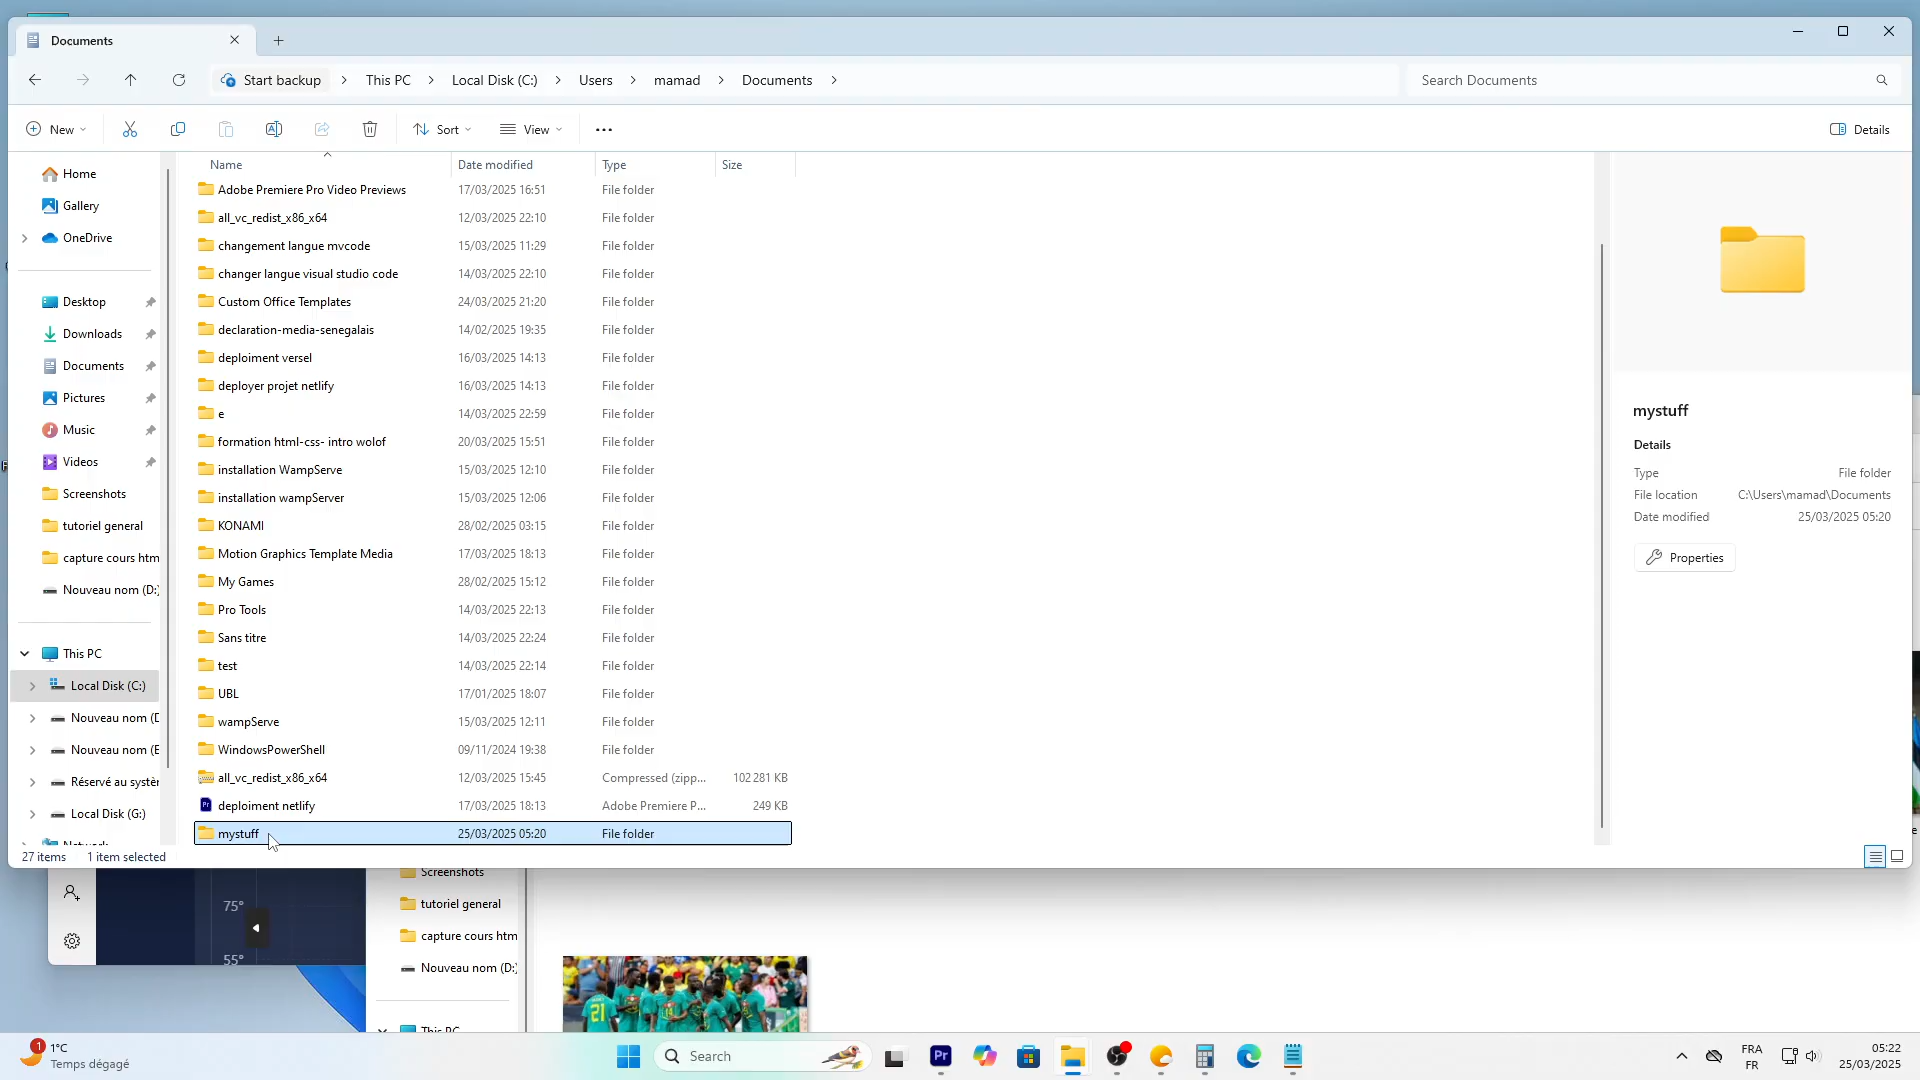 Documents
Start backup
This PC
Local Disk (C:)
Users
mamad
Documents
Search Documents
New
Sort
View
Details
Home
Gallery
OneDrive
Desktop
Downloads
Documents
Pictures
Music
Videos
Screenshots
tutoriel general
capture cours htm
Nouveau nom (D:)
This PC
Local Disk (C:)
Nouveau nom (D
Nouveau nom (E
Réservé au systèr
Local Disk (G:)
Network
Name Date modified Type Size
Adobe Premiere Pro Video Previews 17/03/2025 16:51 File folder
all_vc_redist_x86_x64 12/03/2025 22:10 File folder
changement langue mvcode 15/03/2025 11:29 File folder
changer langue visual studio code 14/03/2025 22:10 File folder
Custom Office Templates 24/03/2025 21:20 File folder
declaration-media-senegalais 14/02/2025 19:35 File folder
deploiment versel 16/03/2025 14:13 File folder
deployer projet netlify 16/03/2025 14:13 File folder
e 14/03/2025 22:59 File folder
formation html-css- intro wolof 20/03/2025 15:51 File folder
installation WampServe 15/03/2025 12:10 File folder
installation wampServer 15/03/2025 12:06 File folder
KONAMI 28/02/2025 03:15 File folder
Motion Graphics Template Media 17/03/2025 18:13 File folder
My Games 28/02/2025 15:12 File folder
Pro Tools 14/03/2025 22:13 File folder
Sans titre 14/03/2025 22:24 File folder
test 14/03/2025 22:14 File folder
UBL 17/01/2025 18:07 File folder
wampServe 15/03/2025 12:11 File folder
WindowsPowerShell 09/11/2024 19:38 File folder
all_vc_redist_x86_x64 12/03/2025 15:45 Compressed (zipp... 102 281 KB
deploiment netlify 17/03/2025 18:13 Adobe Premiere P... 249 KB
mystuff 25/03/2025 05:20 File folder
mystuff
Details
Type File folder
File location C:\Users\mamad\Documents
Date modified 25/03/2025 05:20
Properties
27 items 1 item selected
75°
55°
Screenshots
tutoriel general
capture cours htm
Nouveau nom (D:)
This PC
21
1
1°C
Temps dégagé
Search
Pr
FRA
FR
05:22
25/03/2025